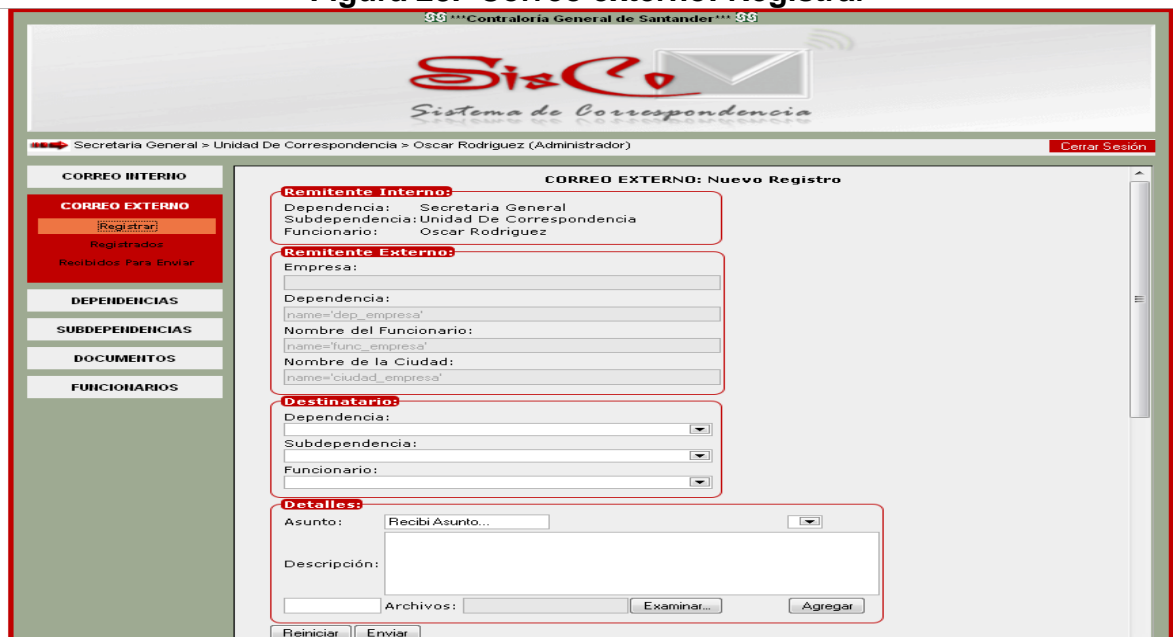 Figura 20. Correo externo: Registrar
***Contraloría General de Santander***
SisCo
Sistema de Correspondencia
Secretaria General > Unidad De Correspondencia > Oscar Rodriguez (Administrador)
Cerrar Sesión
CORREO INTERNO
CORREO EXTERNO
Registrar
Registrados
Recibidos Para Enviar
DEPENDENCIAS
SUBDEPENDENCIAS
DOCUMENTOS
FUNCIONARIOS
CORREO EXTERNO: Nuevo Registro
Remitente Interno:
Dependencia: Secretaria General
Subdependencia: Unidad De Correspondencia
Funcionario: Oscar Rodriguez
Remitente Externo:
Empresa:
Dependencia:
name='dep_empresa'
Nombre del Funcionario:
name='func_empresa'
Nombre de la Ciudad:
name='ciudad_empresa'
Destinatario:
Dependencia:
Subdependencia:
Funcionario:
Detalles:
Asunto: Recibi Asunto...
Descripción:
Archivos: Examinar... Agregar
Reiniciar Enviar